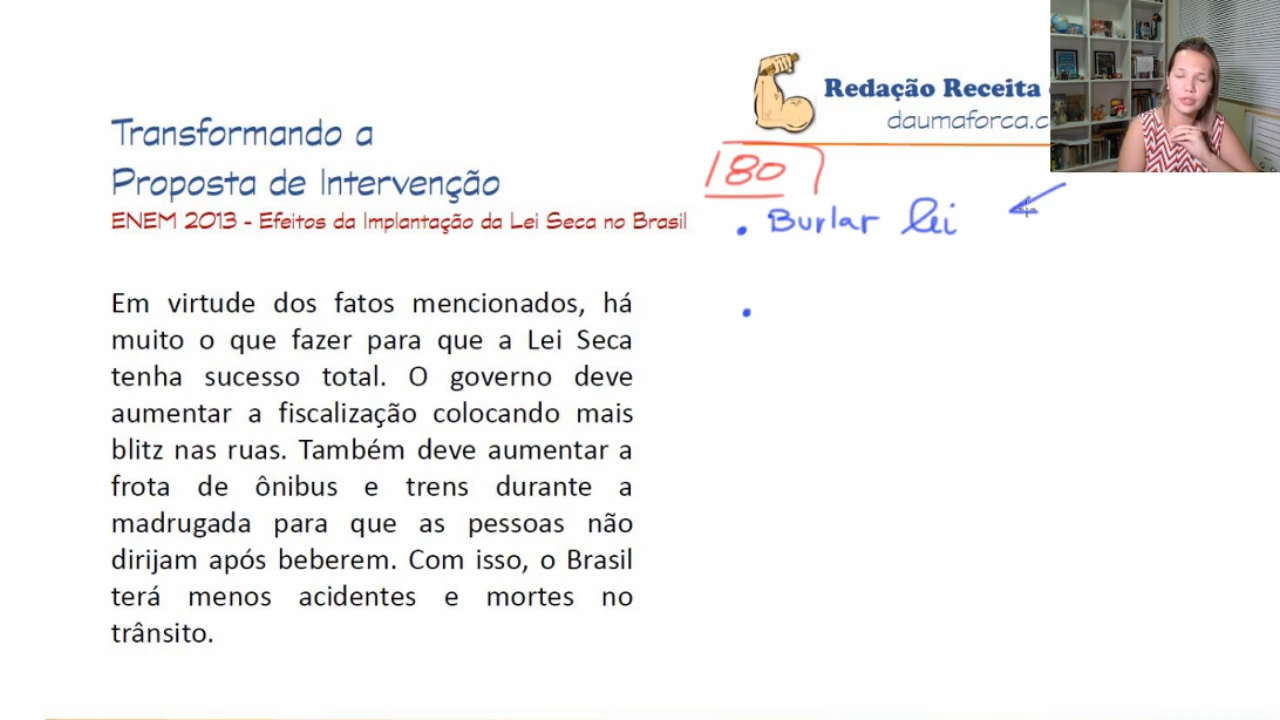 Redação Receita
daumaforca.c
Transformando a
Proposta de Intervenção
ENEM 2013 - Efeitos da Implantação da Lei Seca no Brasil
180
• Burlar lei
•
Em virtude dos fatos mencionados, há
muito o que fazer para que a Lei Seca
tenha sucesso total. O governo deve
aumentar a fiscalização colocando mais
blitz nas ruas. Também deve aumentar a
frota de ônibus e trens durante a
madrugada para que as pessoas não
dirijam após beberem. Com isso, o Brasil
terá menos acidentes e mortes no
trânsito.